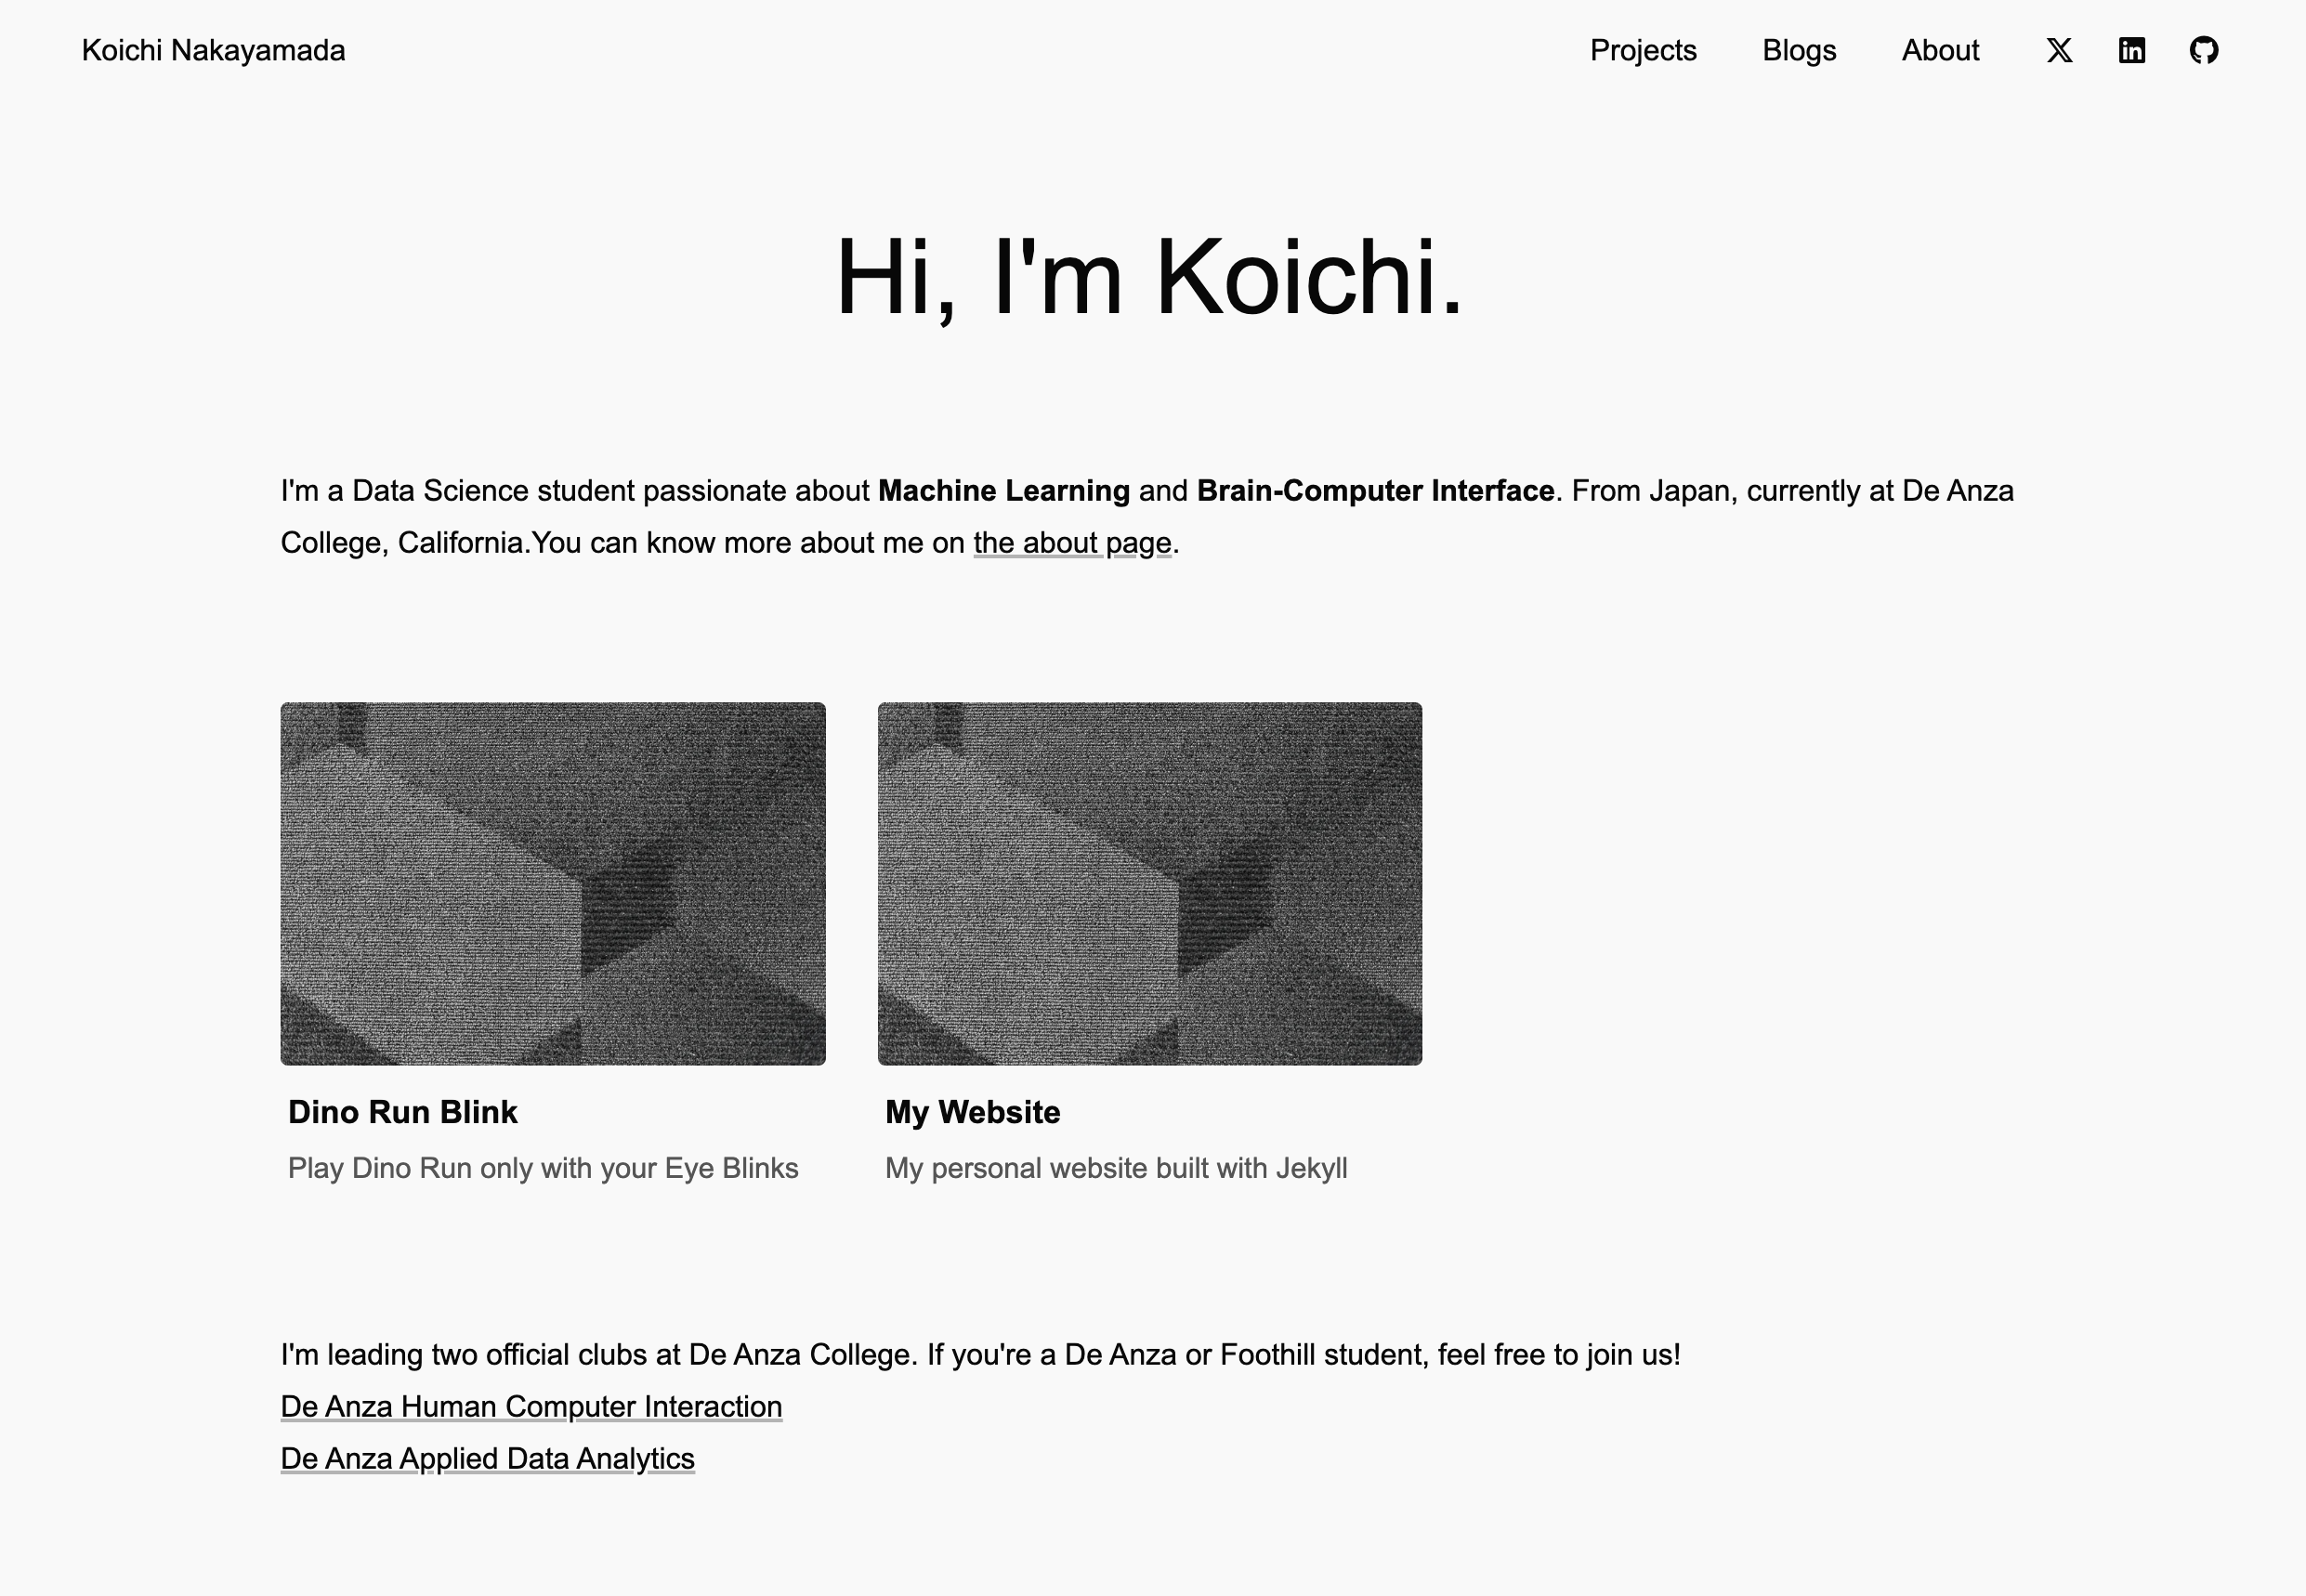 Koichi Nakayamada
Projects Blogs About
Hi, I'm Koichi.
I'm a Data Science student passionate about Machine Learning and Brain-Computer Interface. From Japan, currently at De Anza
College, California.You can know more about me on the about page.
Dino Run Blink
Play Dino Run only with your Eye Blinks
My Website
My personal website built with Jekyll
I'm leading two official clubs at De Anza College. If you're a De Anza or Foothill student, feel free to join us!
De Anza Human Computer Interaction
De Anza Applied Data Analytics